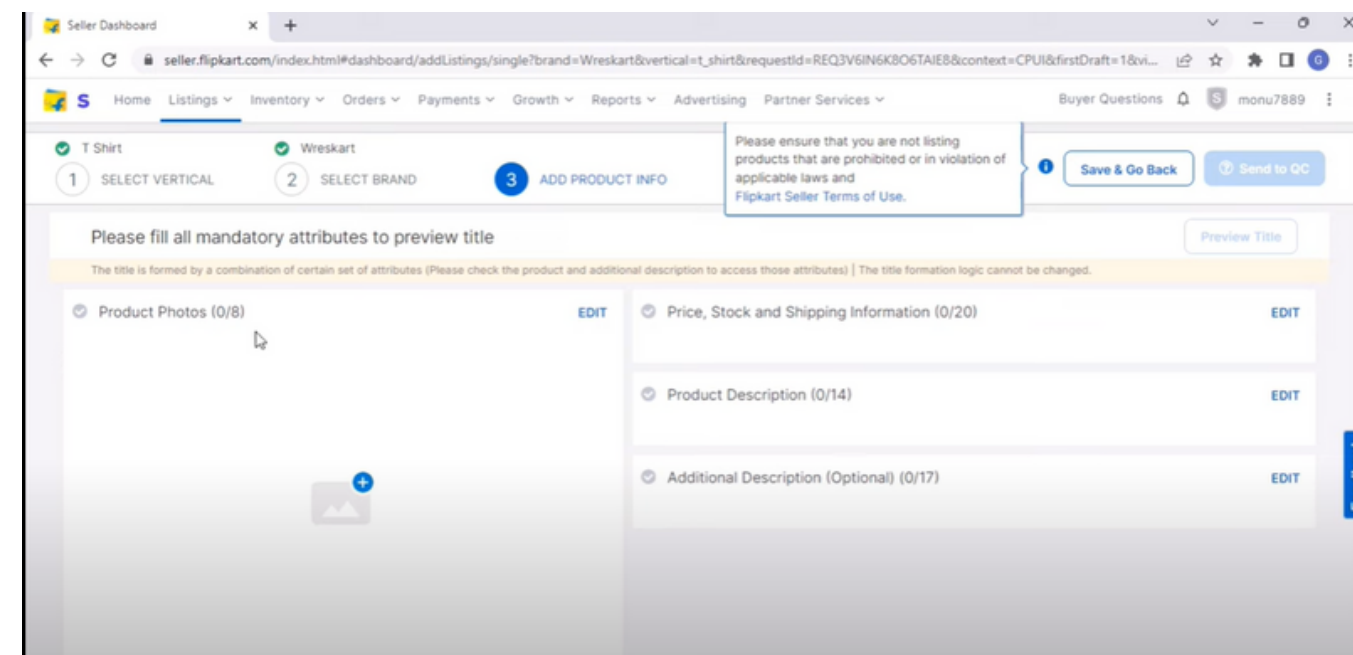 Seller Dashboard
seller.flipkart.com/index.html#dashboard/addListings/single?brand=Wreskart&vertical=t_shirt&requestId=REQ3V6IN6K8O6TAIE8&context=CPUI&firstDraft=1&vi...
G
S Home Listings Inventory Orders Payments Growth Reports Advertising Partner Services Buyer Questions S monu7889
T Shirt Wreskart
1 SELECT VERTICAL 2 SELECT BRAND 3 ADD PRODUCT INFO
Please ensure that you are not listing
products that are prohibited or in violation of
applicable laws and
Flipkart Seller Terms of Use.
Save & Go Back Send to QC
Please fill all mandatory attributes to preview title Preview Title
The title is formed by a combination of certain set of attributes (Please check the product and additional description to access those attributes) | The title formation logic cannot be changed.
Product Photos (0/8) EDIT
Price, Stock and Shipping Information (0/20) EDIT
Product Description (0/14) EDIT
Additional Description (Optional) (0/17) EDIT